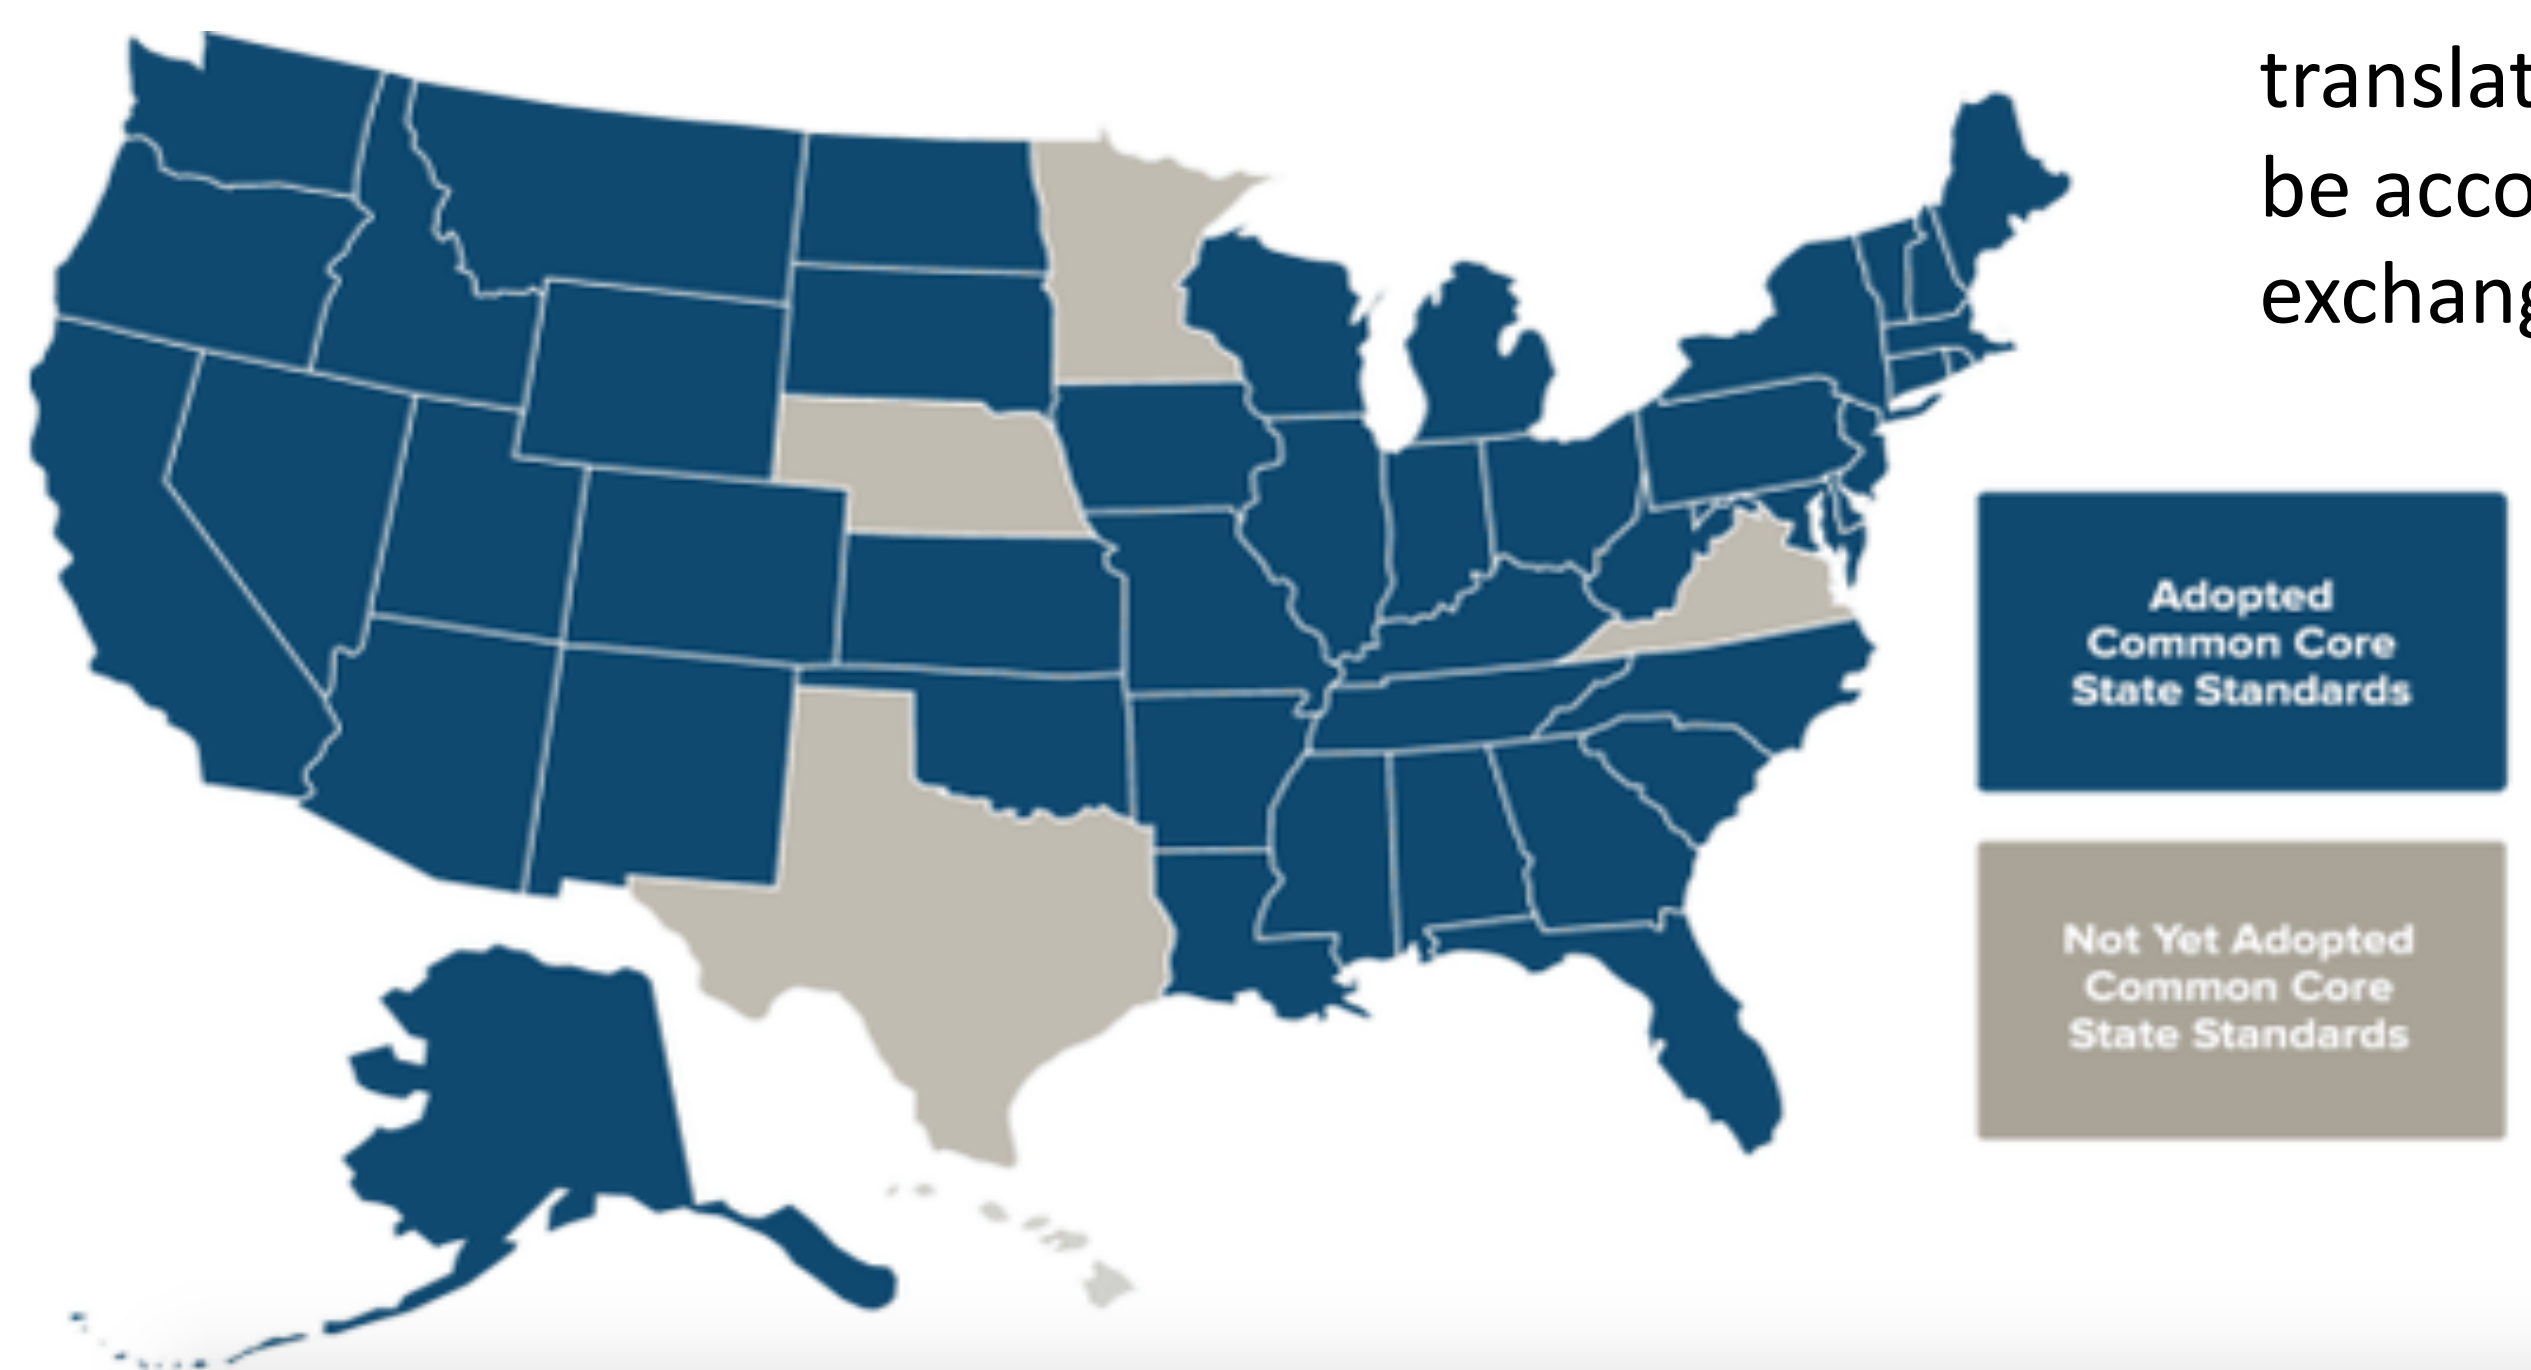 translat
be acco
exchang
Adopted
Common Core
State Standards
Not Yet Adopted
Common Core
State Standards